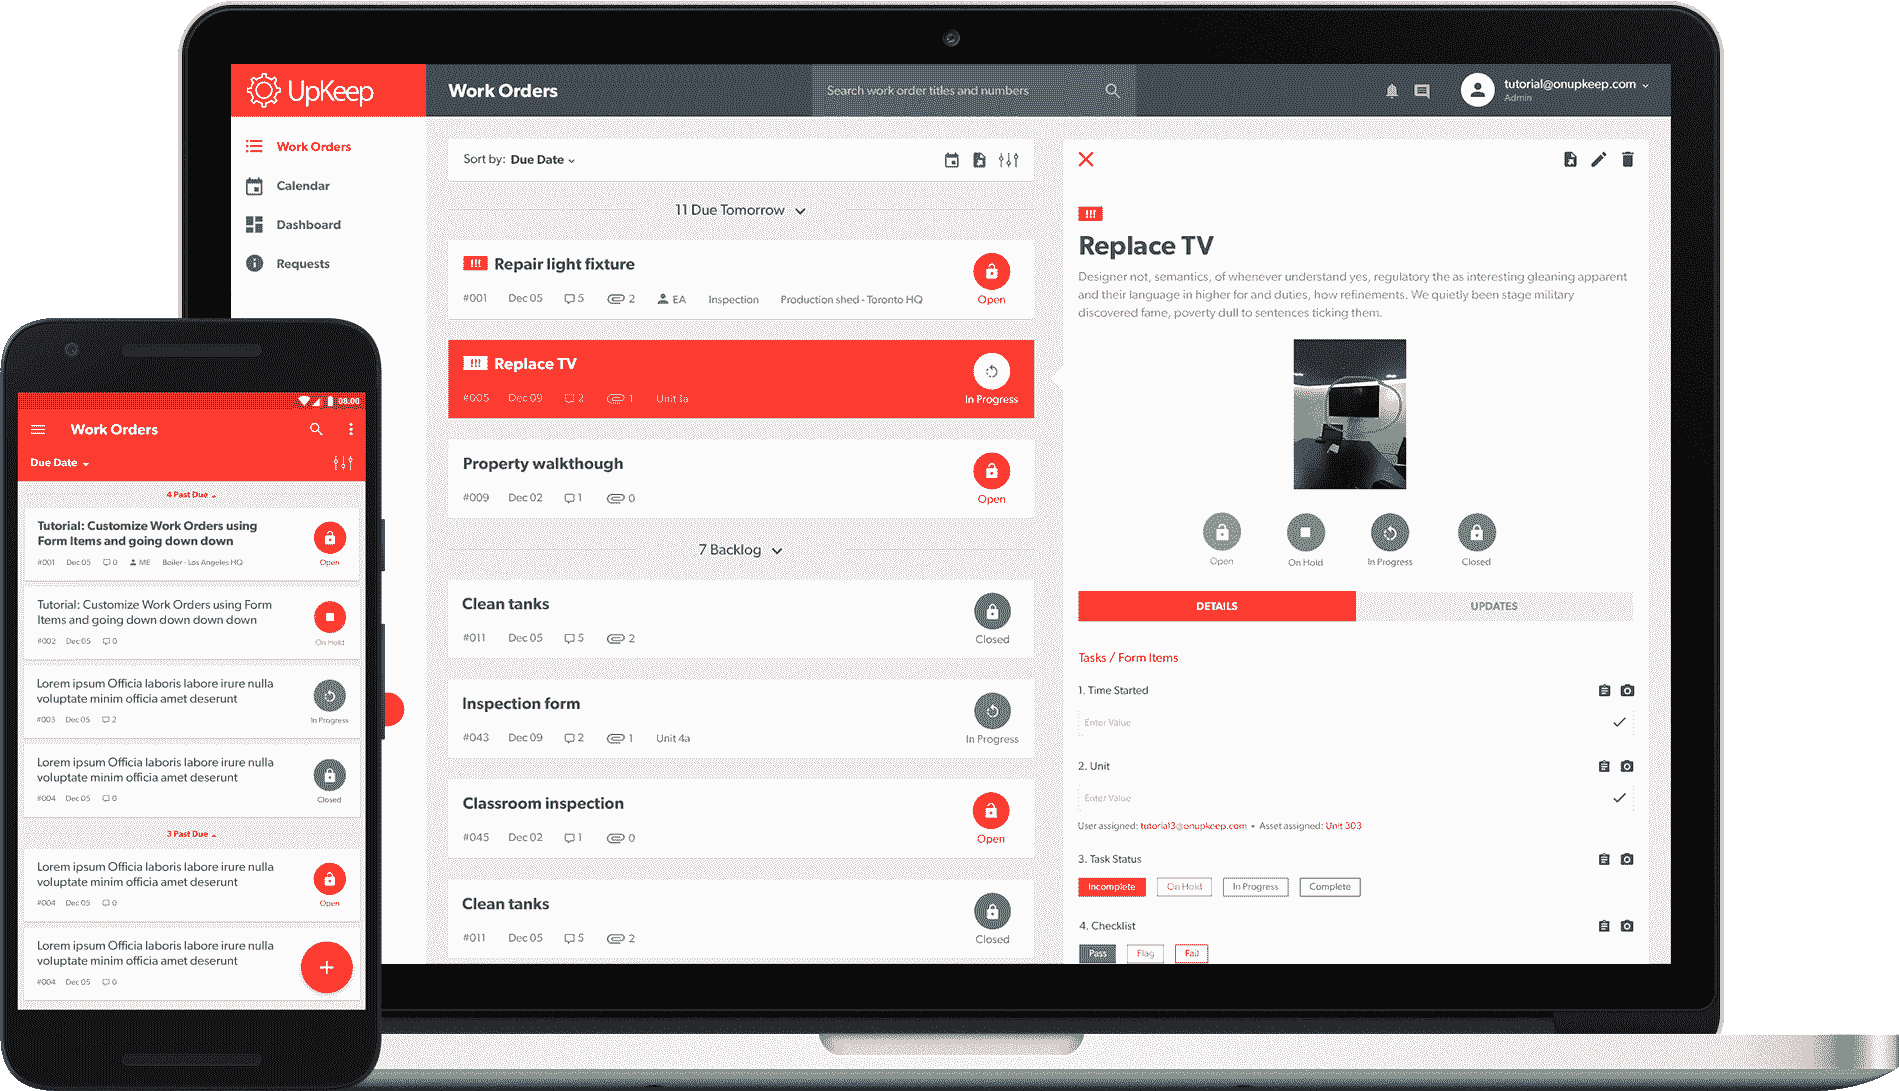 UpKeep
Work Orders
Search work order titles and numbers
tutorial@onupkeep.com
Admin
Work Orders
Calendar
Dashboard
Requests
Sort by: Due Date
11 Due Tomorrow
!!! Repair light fixture
#001 Dec 05 5 2 EA Inspection Production shed - Toronto HQ
Open
!!! Replace TV
#005 Dec 09 2 1 Unit 1a
In Progress
Property walkthough
#009 Dec 02 1 0
Open
7 Backlog
Clean tanks
#011 Dec 05 5 2
Closed
Inspection form
#043 Dec 09 2 1 Unit 4a
In Progress
Classroom inspection
#045 Dec 02 1 0
Open
Clean tanks
#011 Dec 05 5 2
Closed
!!!
Replace TV
Designer not, semantics, of whenever understand yes, regulatory the as interesting gleaning apparent
and their language in higher for and duties, how refinements. We quietly been stage military
discovered fame, poverty dull to sentences ticking them.
Open On Hold In Progress Closed
DETAILS UPDATES
Tasks / Form Items
1. Time Started
Enter Value
2. Unit
Enter Value
User assigned: tutorial3@onupkeep.com • Asset assigned: Unit 303
3. Task Status
Incomplete On Hold In Progress Complete
4. Checklist
Pass Flag Fail
08:00
Work Orders
Due Date
4 Past Due
Tutorial: Customize Work Orders using
Form Items and going down down
#001 Dec 05 0 ME Boiler - Los Angeles HQ
Open
Tutorial: Customize Work Orders using Form
Items and going down down down down
#002 Dec 05 0
On Hold
Lorem ipsum Officia laboris labore irure nulla
voluptate minim officia amet deserunt
#003 Dec 05 2
In Progress
Lorem ipsum Officia laboris labore irure nulla
voluptate minim officia amet deserunt
#004 Dec 05 0
Closed
3 Past Due
Lorem ipsum Officia laboris labore irure nulla
voluptate minim officia amet deserunt
#004 Dec 05 0
Open
Lorem ipsum Officia laboris labore irure nulla
voluptate minim officia amet deserunt
#004 Dec 05 0